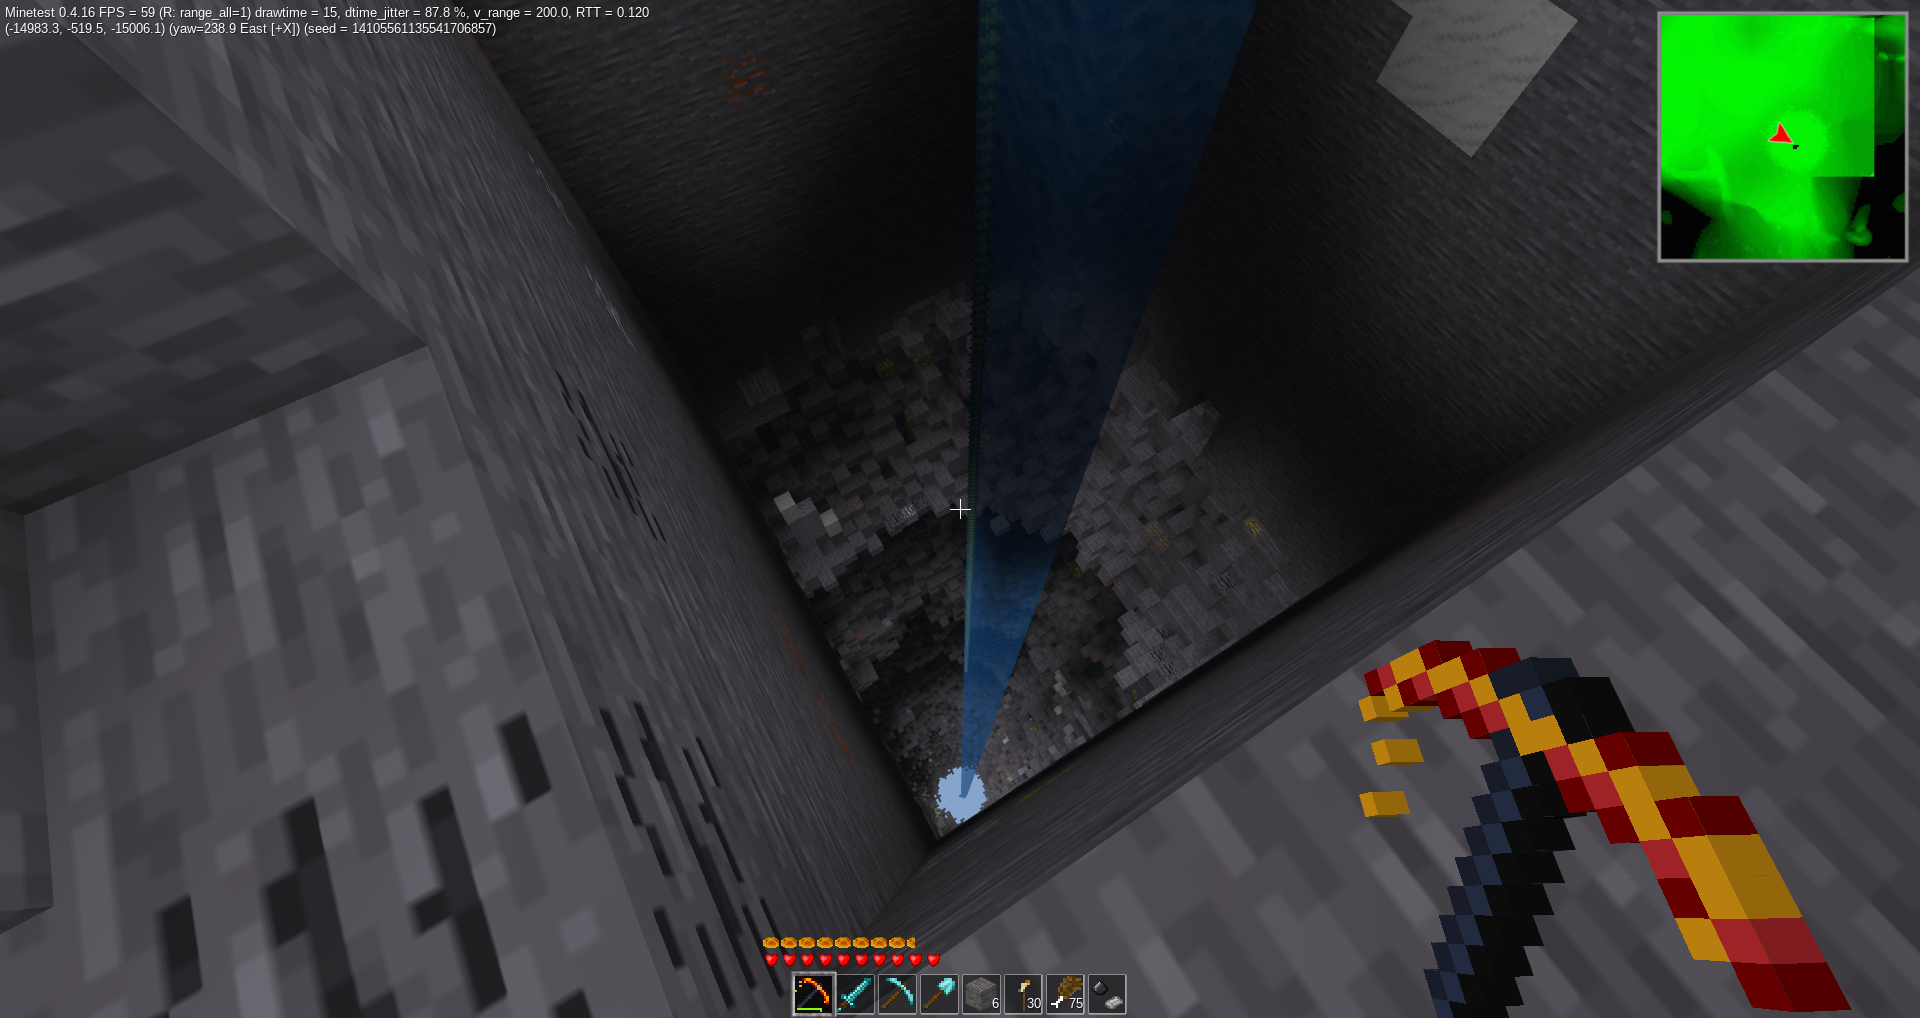 Minetest 0.4.16 FPS = 59 (R: range_all=1) drawtime = 15, dtime_jitter = 87.8 %, v_range = 200.0, RTT = 0.120
(-14983.3, -519.5, -15006.1) (yaw=238.9 East [+X]) (seed = 14105561135541706857)
6 30 75